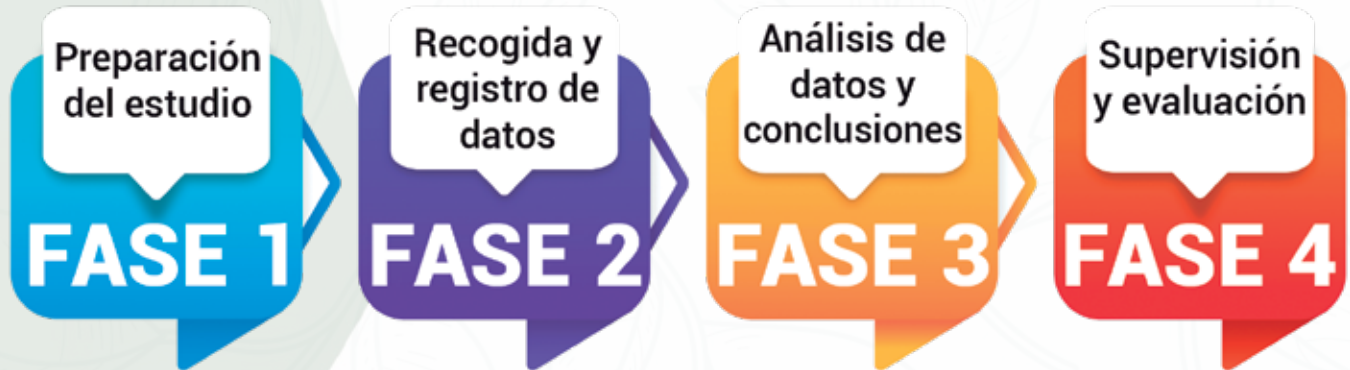 Preparación
del estudio
FASE 1
Recogida y
registro de
datos
FASE 2
Análisis de
datos y
conclusiones
FASE 3
Supervisión
y evaluación
FASE 4